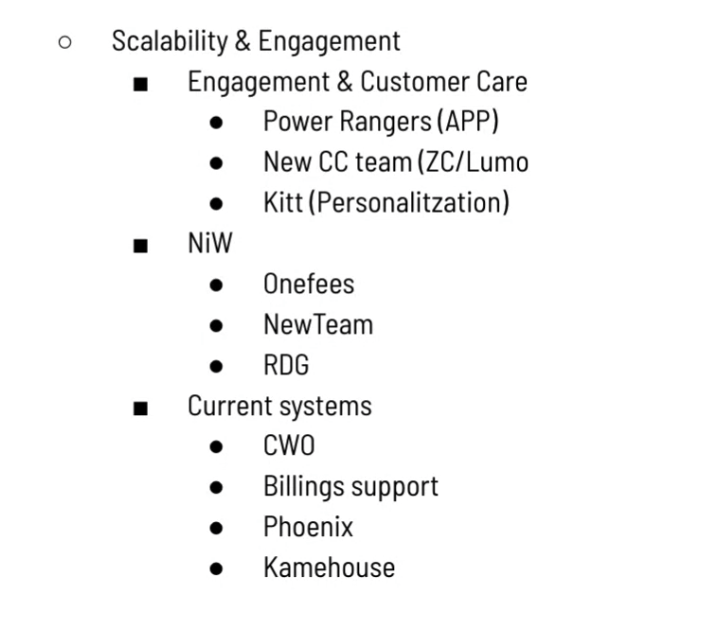 Scalability & Engagement
Engagement & Customer Care
Power Rangers (APP)
New CC team (ZC/Lumo
Kitt (Personalitzation)
NiW
Onefees
NewTeam
RDG
Current systems
CWO
Billings support
Phoenix
Kamehouse